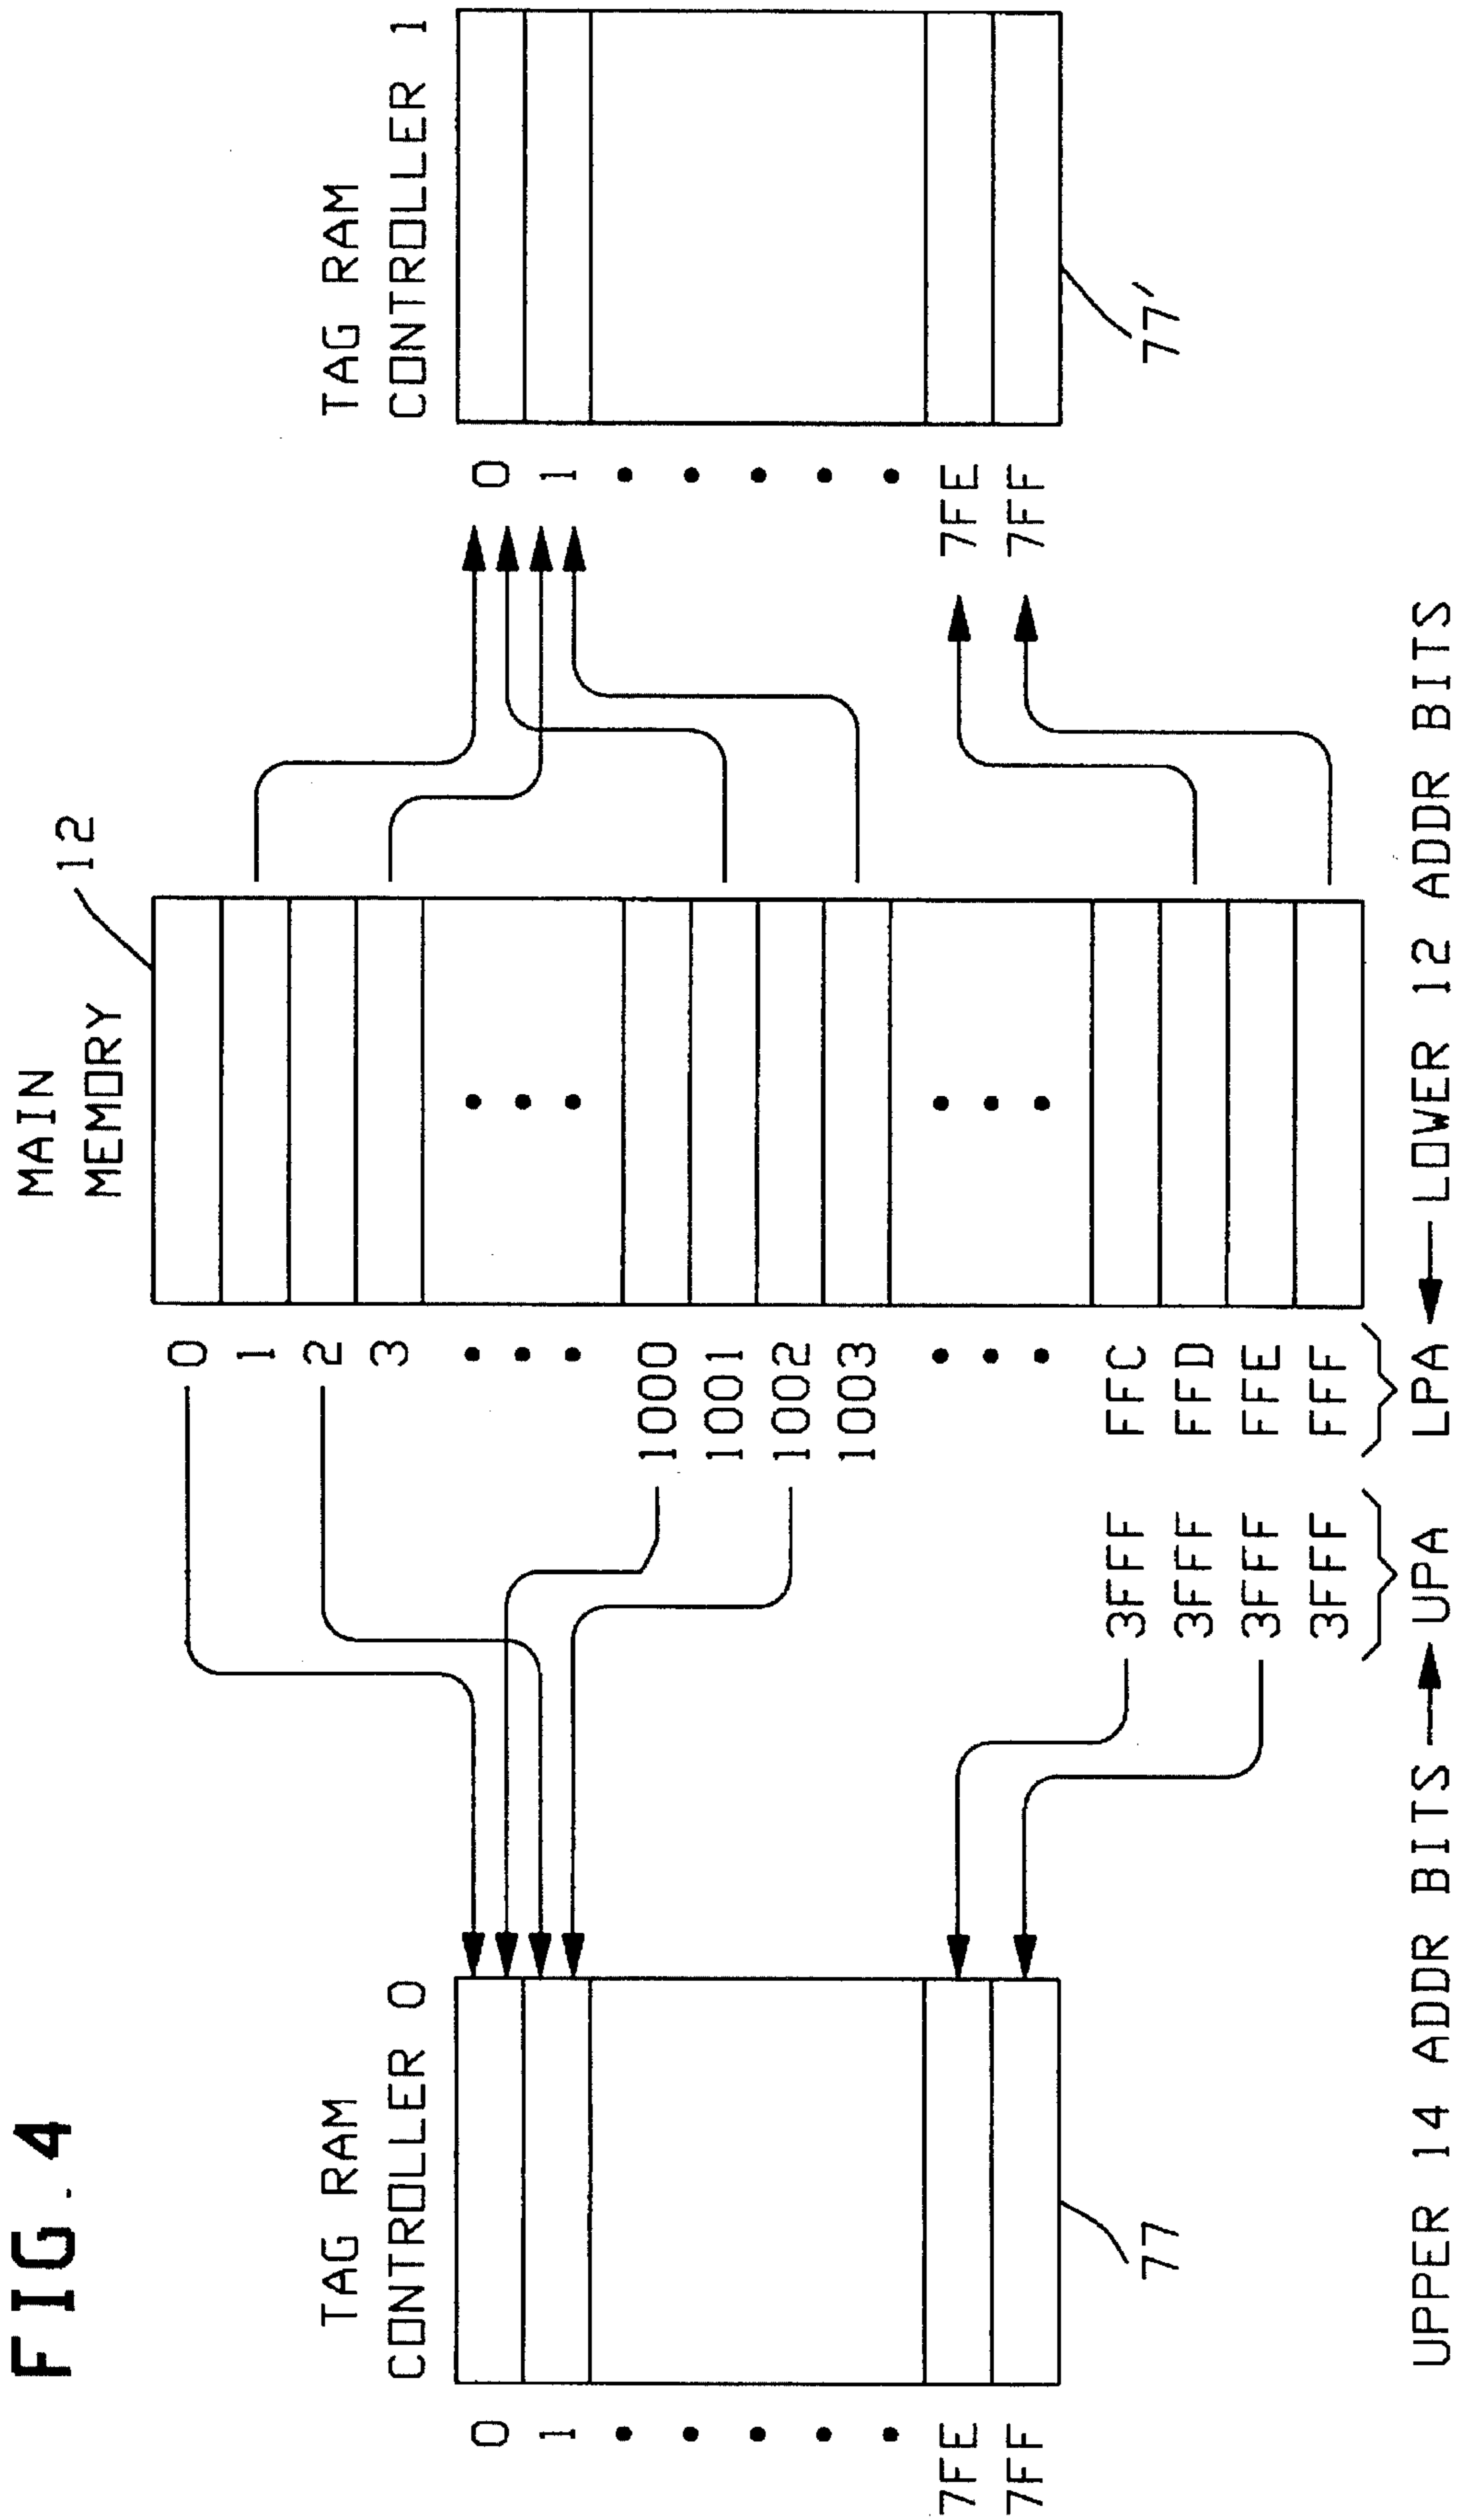 FIG. 4
MAIN
MEMORY
12
TAG RAM
CONTROLLER 0
TAG RAM
CONTROLLER 1
0
1
7FE
7FF
77
0
1
2
3
1000
1001
1002
1003
3FFF FFC
3FFF FFD
3FFF FFE
3FFF FFF
0
1
7FE
7FF
77′
UPPER 14 ADDR BITS UPA LPA LOWER 12 ADDR BITS